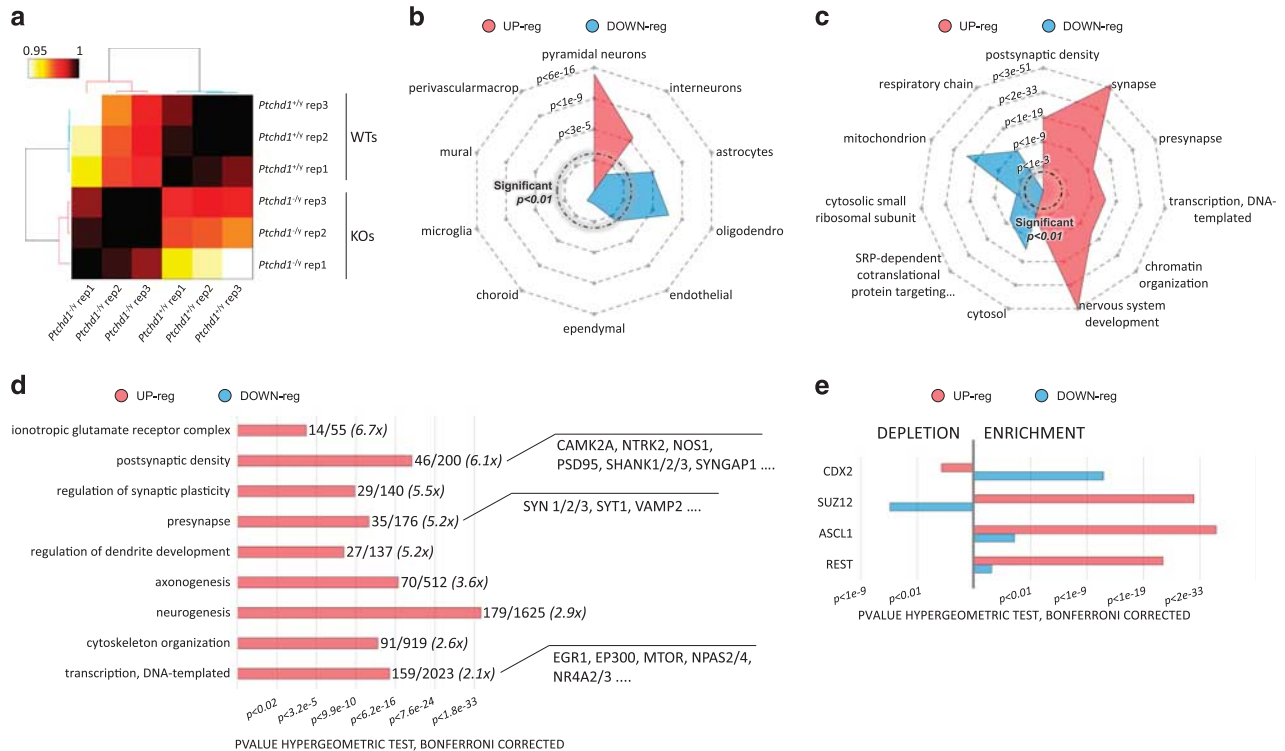 a
0.95
1
Ptchd1+/y rep3
Ptchd1+/y rep2
Ptchd1+/y rep1
Ptchd1-/y rep3
Ptchd1-/y rep2
Ptchd1-/y rep1
WTs
KOs
Ptchd1-/y rep1
Ptchd1-/y rep2
Ptchd1-/y rep3
Ptchd1+/y rep1
Ptchd1+/y rep2
Ptchd1+/y rep3
b
UP-reg
DOWN-reg
pyramidal neurons
interneurons
astrocytes
oligodendro
endothelial
ependymal
choroid
microglia
mural
perivascularmacrop
p<6e-16
p<1e-9
p<3e-5
Significant
p<0.01
c
UP-reg
DOWN-reg
postsynaptic density
synapse
presynapse
transcription, DNA-
templated
chromatin
organization
nervous system
development
cytosol
SRP-dependent
cotranslational
protein targeting...
cytosolic small
ribosomal subunit
mitochondrion
respiratory chain
p<3e-51
p<2e-33
p<1e-19
p<1e-9
p<1e-3
Significant
p<0.01
d
UP-reg
DOWN-reg
ionotropic glutamate receptor complex
14/55 (6.7x)
postsynaptic density
46/200 (6.1x)
regulation of synaptic plasticity
29/140 (5.5x)
presynapse
35/176 (5.2x)
regulation of dendrite development
27/137 (5.2x)
axonogenesis
70/512 (3.6x)
neurogenesis
179/1625 (2.9x)
cytoskeleton organization
91/919 (2.6x)
transcription, DNA-templated
159/2023 (2.1x)
CAMK2A, NTRK2, NOS1,
PSD95, SHANK1/2/3, SYNGAP1 ....
SYN 1/2/3, SYT1, VAMP2 ....
EGR1, EP300, MTOR, NPAS2/4,
NR4A2/3 ....
p<0.02
p<3.2e-5
p<9.9e-10
p<6.2e-16
p<7.6e-24
p<1.8e-33
PVALUE HYPERGEOMETRIC TEST, BONFERRONI CORRECTED
e
UP-reg
DOWN-reg
DEPLETION
ENRICHMENT
CDX2
SUZ12
ASCL1
REST
p<1e-9
p<0.01
p<0.01
p<1e-9
p<1e-19
p<2e-33
PVALUE HYPERGEOMETRIC TEST, BONFERRONI CORRECTED